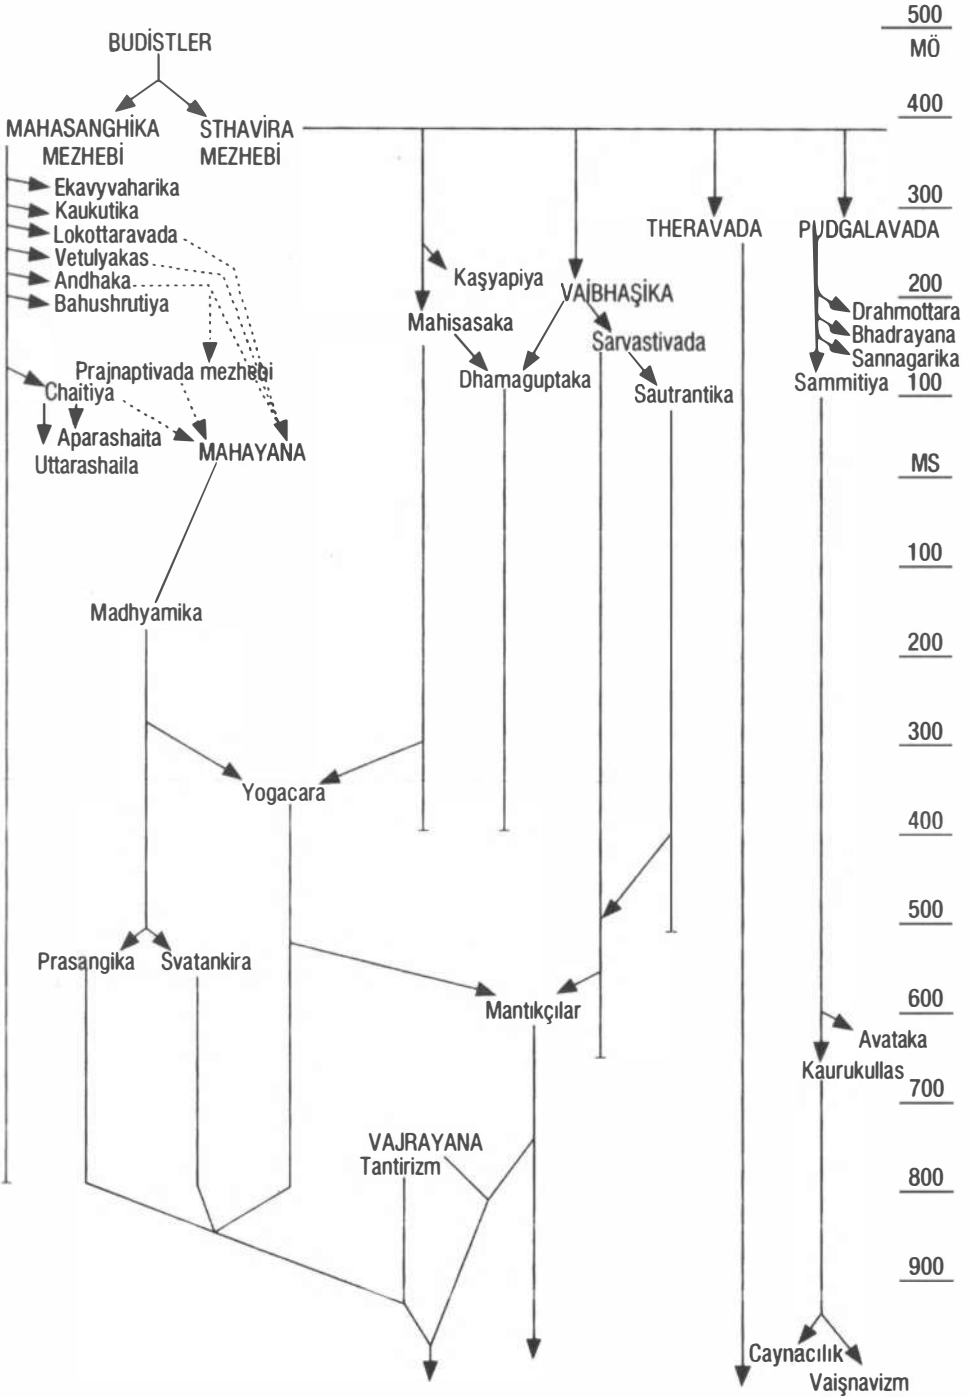 500
MÖ
BUDİSTLER
400
MAHASANGHİKA
MEZHEBİ
STHAVİRA
MEZHEBİ
Ekavyvaharika
Kaukutika
Lokottaravada
Vetulyakas
Andhaka
Bahushrutiya
300
THERAVADA
PUDGALAVADA
Kaşyapiya
VAİBHAŞİKA
200
Drahmottara
Bhadrayana
Sannagarika
Sammitiya
Mahisasaka
Sarvastivada
Dhamaguptaka
Sautrantika
100
Prajnaptivada mezhebi
Chaitiya
Aparashaita
Uttarashaila
MAHAYANA
MS
100
Madhyamika
200
300
Yogacara
400
500
Prasangika
Svatankira
Mantıkçılar
600
Avataka
Kaurukullas
700
VAJRAYANA
Tantirizm
800
900
Caynacılık
Vaişnavizm